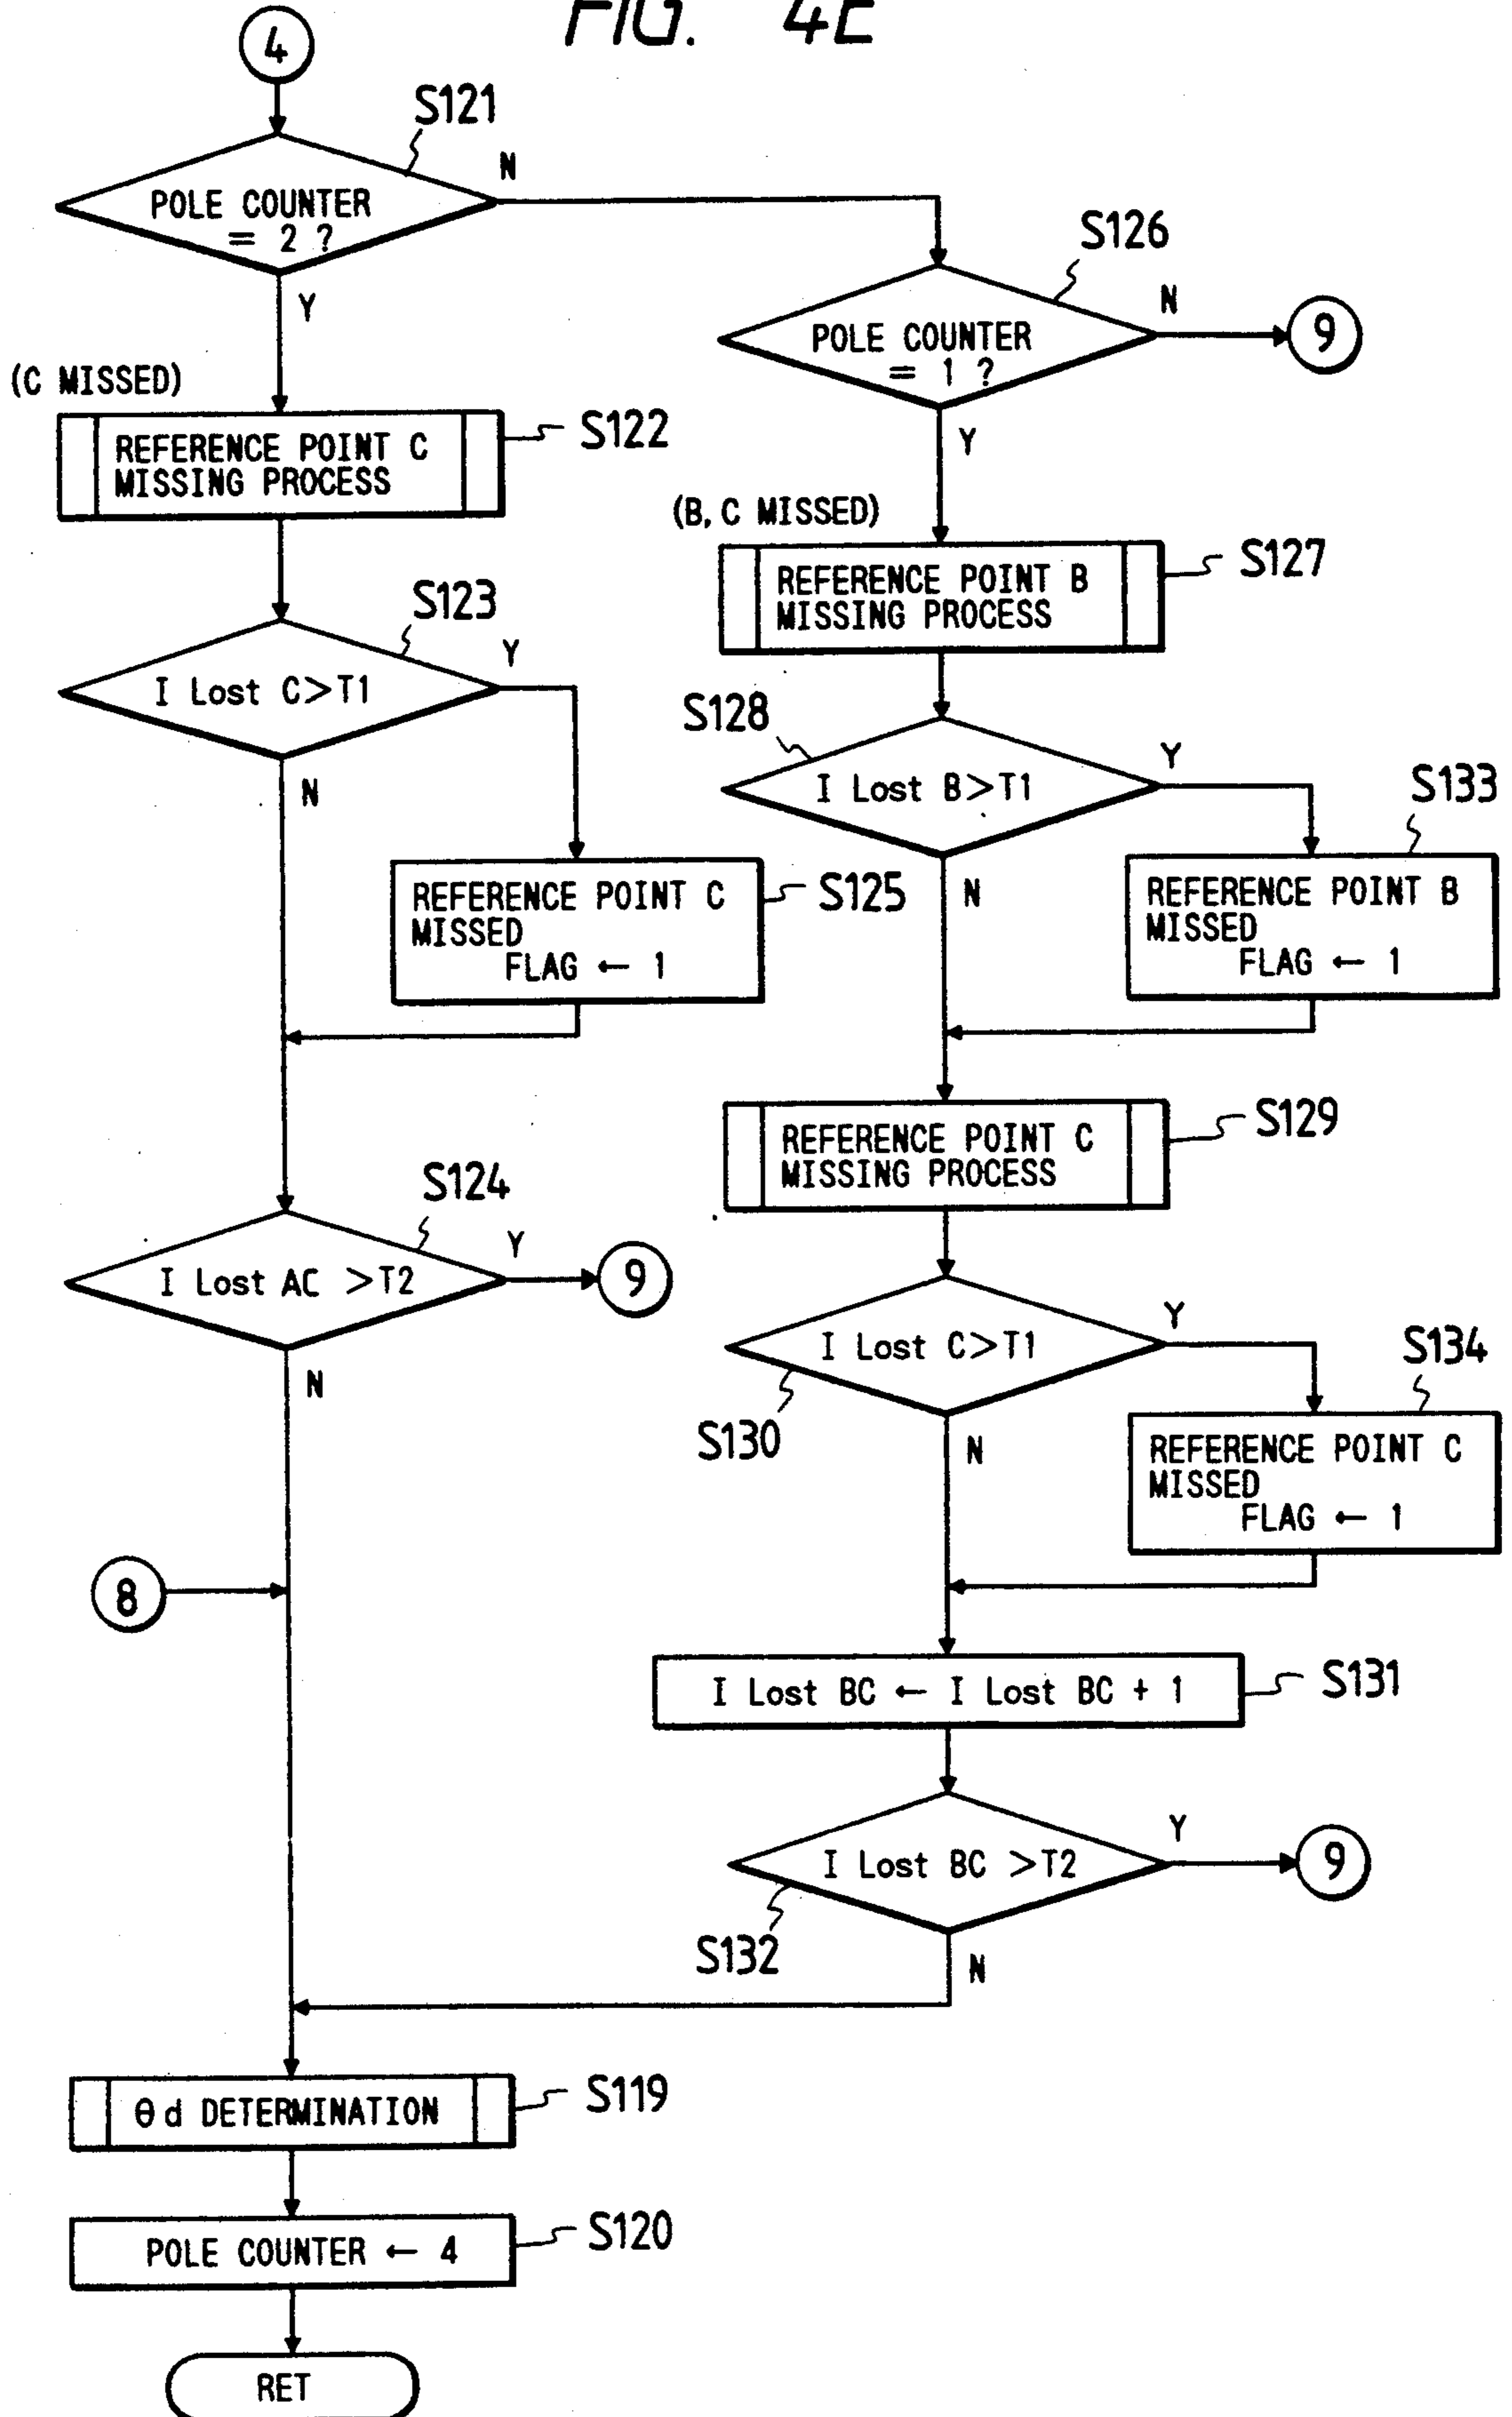 FIG. 4E
4
S121
POLE COUNTER
= 2 ?
N
Y
S126
POLE COUNTER
= 1 ?
N
9
Y
(C MISSED)
REFERENCE POINT C
MISSING PROCESS
S122
(B, C MISSED)
REFERENCE POINT B
MISSING PROCESS
S127
S123
I Lost C>T1
Y
N
S128
I Lost B>T1
Y
N
S133
REFERENCE POINT C
MISSED
FLAG ← 1
S125
REFERENCE POINT B
MISSED
FLAG ← 1
REFERENCE POINT C
MISSING PROCESS
S129
S124
I Lost AC >T2
Y
9
N
I Lost C>T1
Y
S130
N
S134
REFERENCE POINT C
MISSED
FLAG ← 1
8
I Lost BC ← I Lost BC + 1
S131
I Lost BC >T2
Y
9
S132
N
θd DETERMINATION
S119
POLE COUNTER ← 4
S120
RET